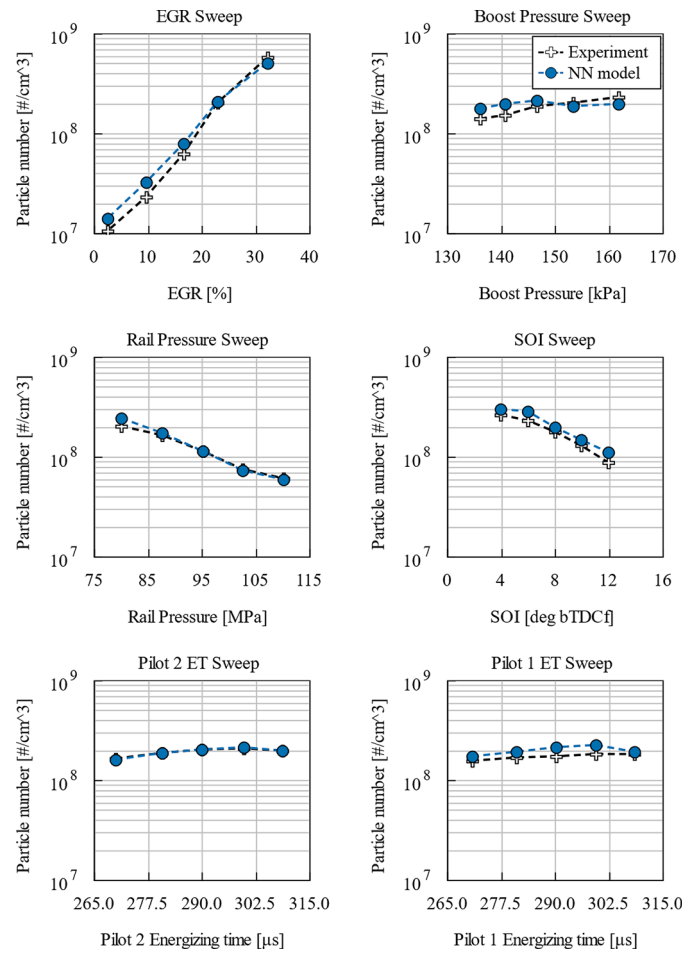 EGR Sweep
Particle number [#/cm^3]
10^9
10^8
10^7
0 10 20 30 40
EGR [%]
Boost Pressure Sweep
Experiment
NN model
Particle number [#/cm^3]
10^9
10^8
10^7
130 140 150 160 170
Boost Pressure [kPa]
Rail Pressure Sweep
Particle number [#/cm^3]
10^9
10^8
10^7
75 85 95 105 115
Rail Pressure [MPa]
SOI Sweep
Particle number [#/cm^3]
10^9
10^8
10^7
0 4 8 12 16
SOI [deg bTDCf]
Pilot 2 ET Sweep
Particle number [#/cm^3]
10^9
10^8
10^7
265.0 277.5 290.0 302.5 315.0
Pilot 2 Energizing time [μs]
Pilot 1 ET Sweep
Particle number [#/cm^3]
10^9
10^8
10^7
265.0 277.5 290.0 302.5 315.0
Pilot 1 Energizing time [μs]